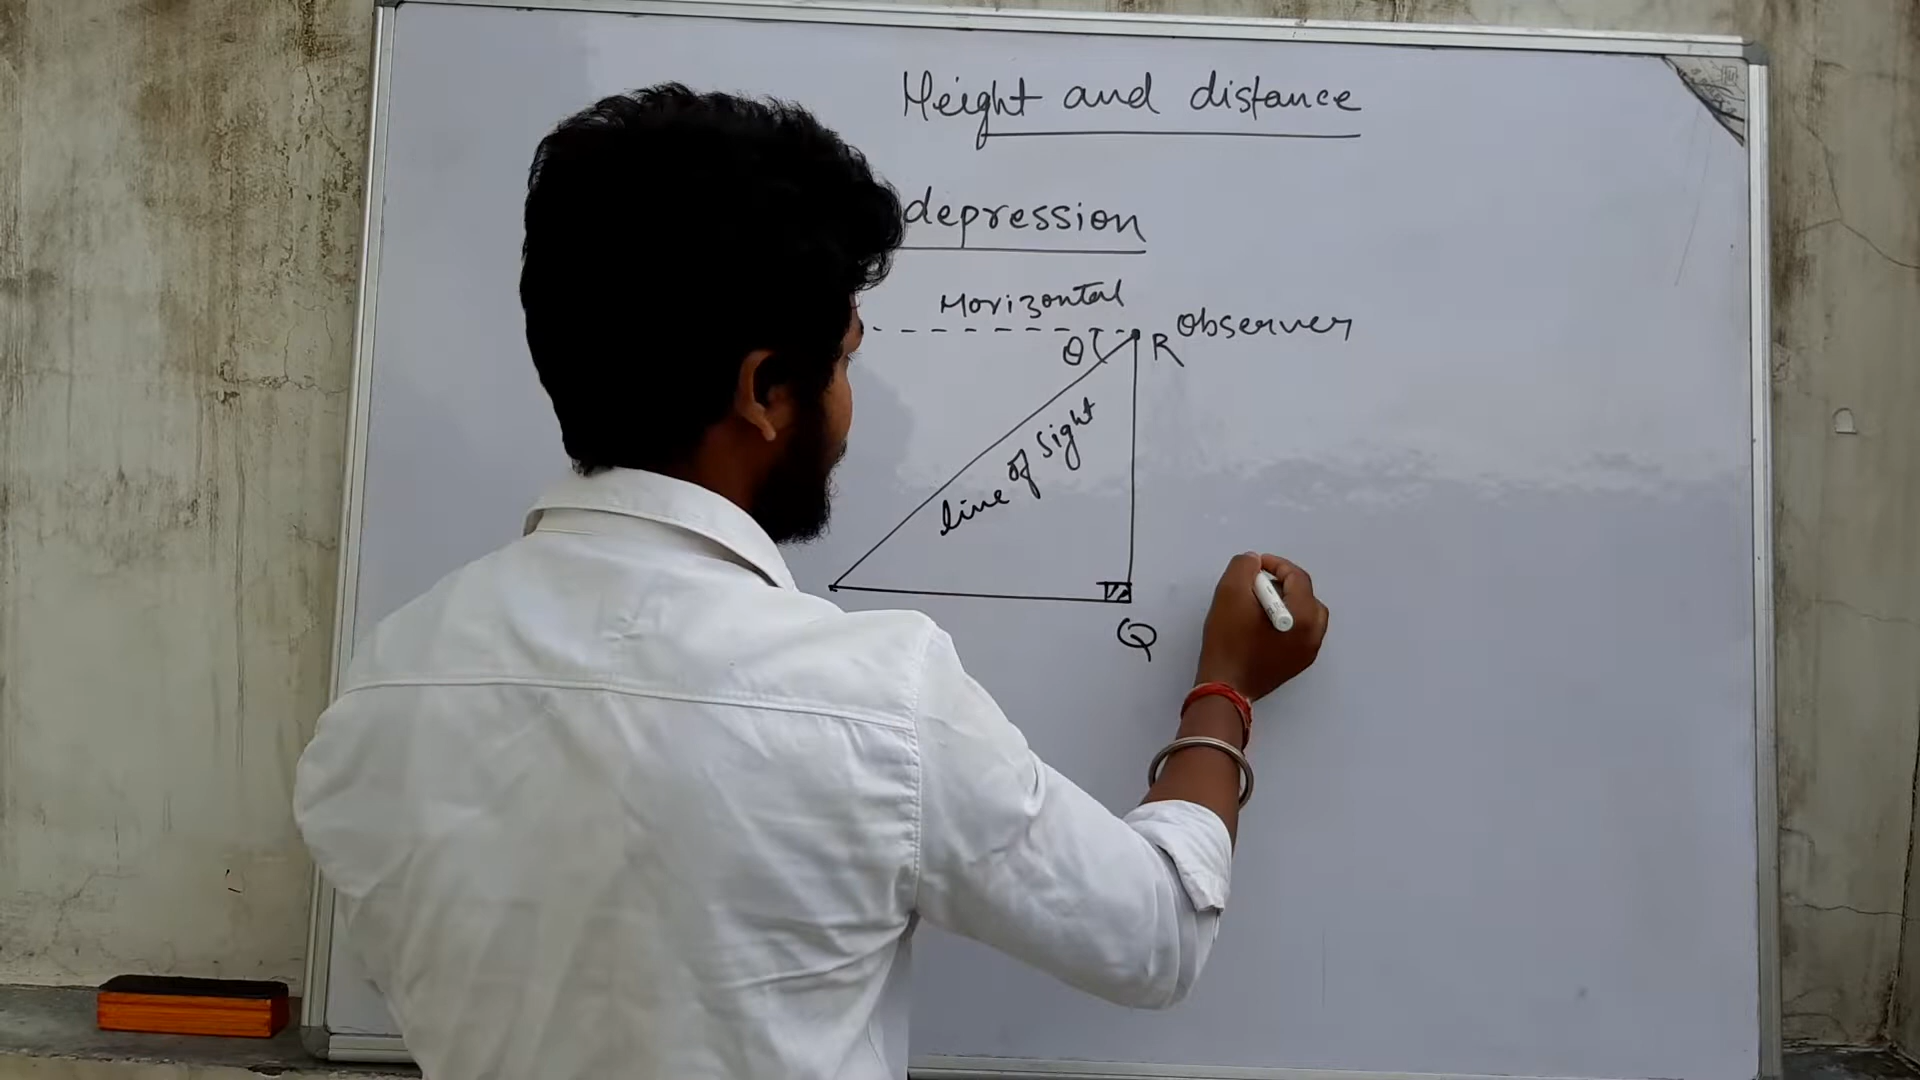 Height and distance
depression
Horizontal
θ
R Observer
line of sight
Q